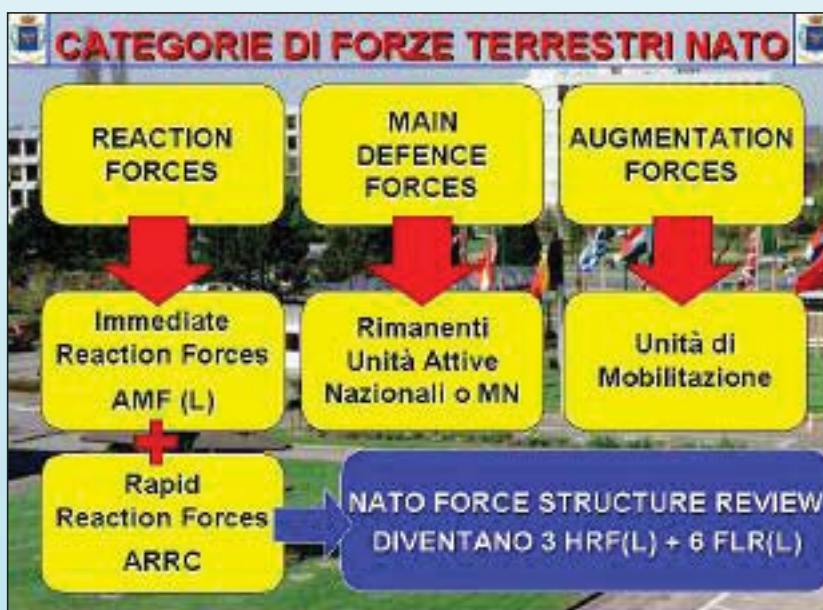 CATEGORIE DI FORZE TERRESTRI NATO
REACTION
FORCES
MAIN
DEFENCE
FORCES
AUGMENTATION
FORCES
Immediate
Reaction Forces
AMF (L)
Rimanenti
Unità Attive
Nazionali o MN
Unità di
Mobilitazione
Rapid
Reaction Forces
ARRC
NATO FORCE STRUCTURE REVIEW
DIVENTANO 3 HRF(L) + 6 FLR(L)